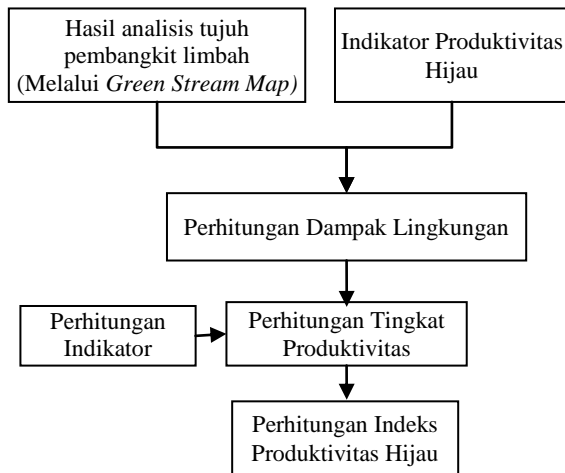 Hasil analisis tujuh
pembangkit limbah
(Melalui Green Stream Map)
Indikator Produktivitas
Hijau
Perhitungan Dampak Lingkungan
Perhitungan
Indikator
Perhitungan Tingkat
Produktivitas
Perhitungan Indeks
Produktivitas Hijau